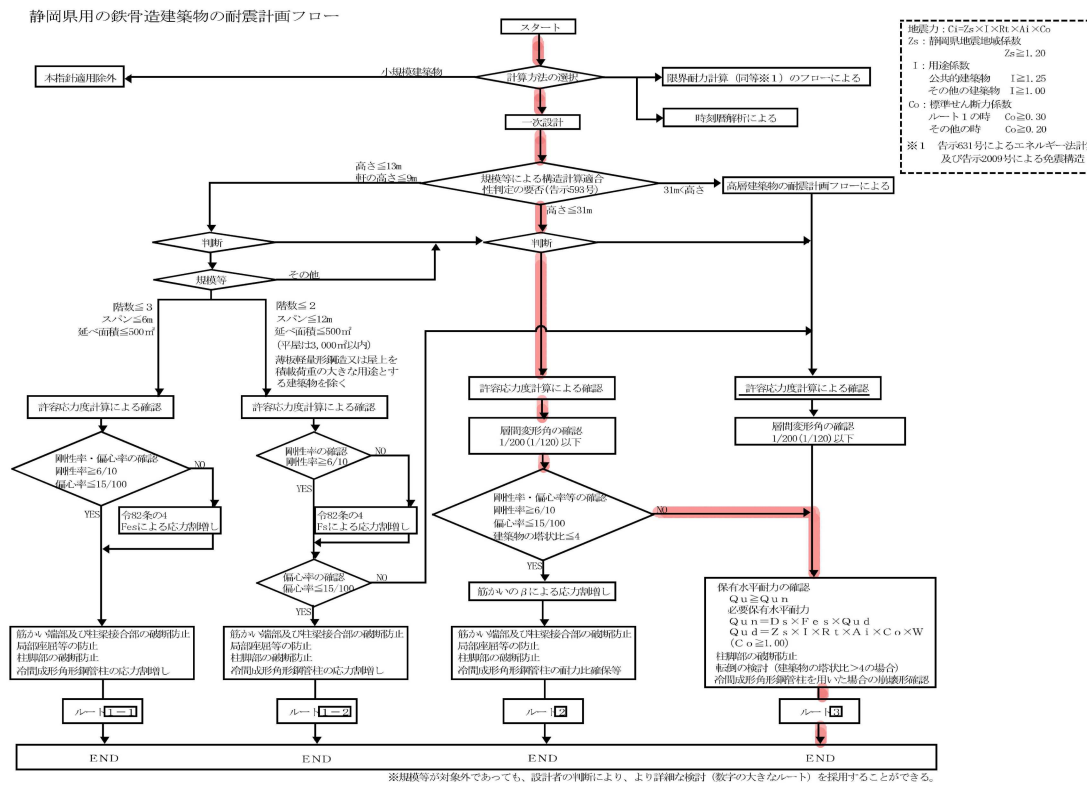 静岡県用の鉄骨造建築物の耐震計画フロー
スタート
地震力：Ci=Zs×I×Rt×Ai×Co
Zs：静岡県地震地域係数
Zs≧1.20
I：用途係数
公共的建築物 I≧1.25
その他の建築物 I≧1.00
Co：標準せん断力係数
ルート１の時 Co≧0.30
その他の時 Co≧0.20
※１ 告示631号によるエネルギー法計
及び告示2009号による免震構造
小規模建築物
本指針適用除外
計算方法の選択
限界耐力計算（同等※１）のフローによる
時刻歴解析による
一次設計
高さ≦13m
軒の高さ≦9m
規模等による構造計算適合
性判定の要否(告示593号)
31m<高さ
高層建築物の耐震計画フローによる
高さ≦31m
判断
判断
規模等
その他
階数≦３
スパン≦6m
延べ面積≦500㎡
階数≦２
スパン≦12m
延べ面積≦500㎡
(平屋は3,000㎡以内)
薄板軽量形鋼造又は屋上を
積載荷重の大きな用途とす
る建築物を除く
許容応力度計算による確認
許容応力度計算による確認
許容応力度計算による確認
許容応力度計算による確認
層間変形角の確認
1/200(1/120)以下
層間変形角の確認
1/200(1/120)以下
剛性率・偏心率の確認
剛性率≧6/10
偏心率≦15/100
NO
YES
令82条の4
Fesによる応力割増し
剛性率の確認
剛性率≧6/10
NO
YES
令82条の4
Fsによる応力割増し
偏心率の確認
偏心率≦15/100
NO
YES
剛性率・偏心率等の確認
剛性率≧6/10
偏心率≦15/100
建築物の塔状比≦4
NO
YES
筋かいのβによる応力割増し
保有水平耐力の確認
Ｑｕ≧Ｑｕｎ
必要保有水平耐力
Ｑｕｎ＝Ｄｓ×Ｆｅｓ×Ｑｕｄ
Ｑｕｄ＝Ｚｓ×Ｉ×Ｒｔ×Ａｉ×Ｃｏ×Ｗ
（Ｃｏ≧1.00）
柱脚部の破断防止
転倒の検討（建築物の塔状比>4の場合）
冷間成形角形鋼管柱を用いた場合の崩壊形確認
筋かい端部及び柱梁接合部の破断防止
局部座屈等の防止
柱脚部の破断防止
冷間成形角形鋼管柱の応力割増し
筋かい端部及び柱梁接合部の破断防止
局部座屈等の防止
柱脚部の破断防止
冷間成形角形鋼管柱の応力割増し
筋かい端部及び柱梁接合部の破断防止
局部座屈等の防止
柱脚部の破断防止
冷間成形角形鋼管柱の耐力比確保等
ルート１－１
ルート１－２
ルート２
ルート３
END
END
END
END
※規模等が対象外であっても、設計者の判断により、より詳細な検討（数字の大きなルート）を採用することができる。